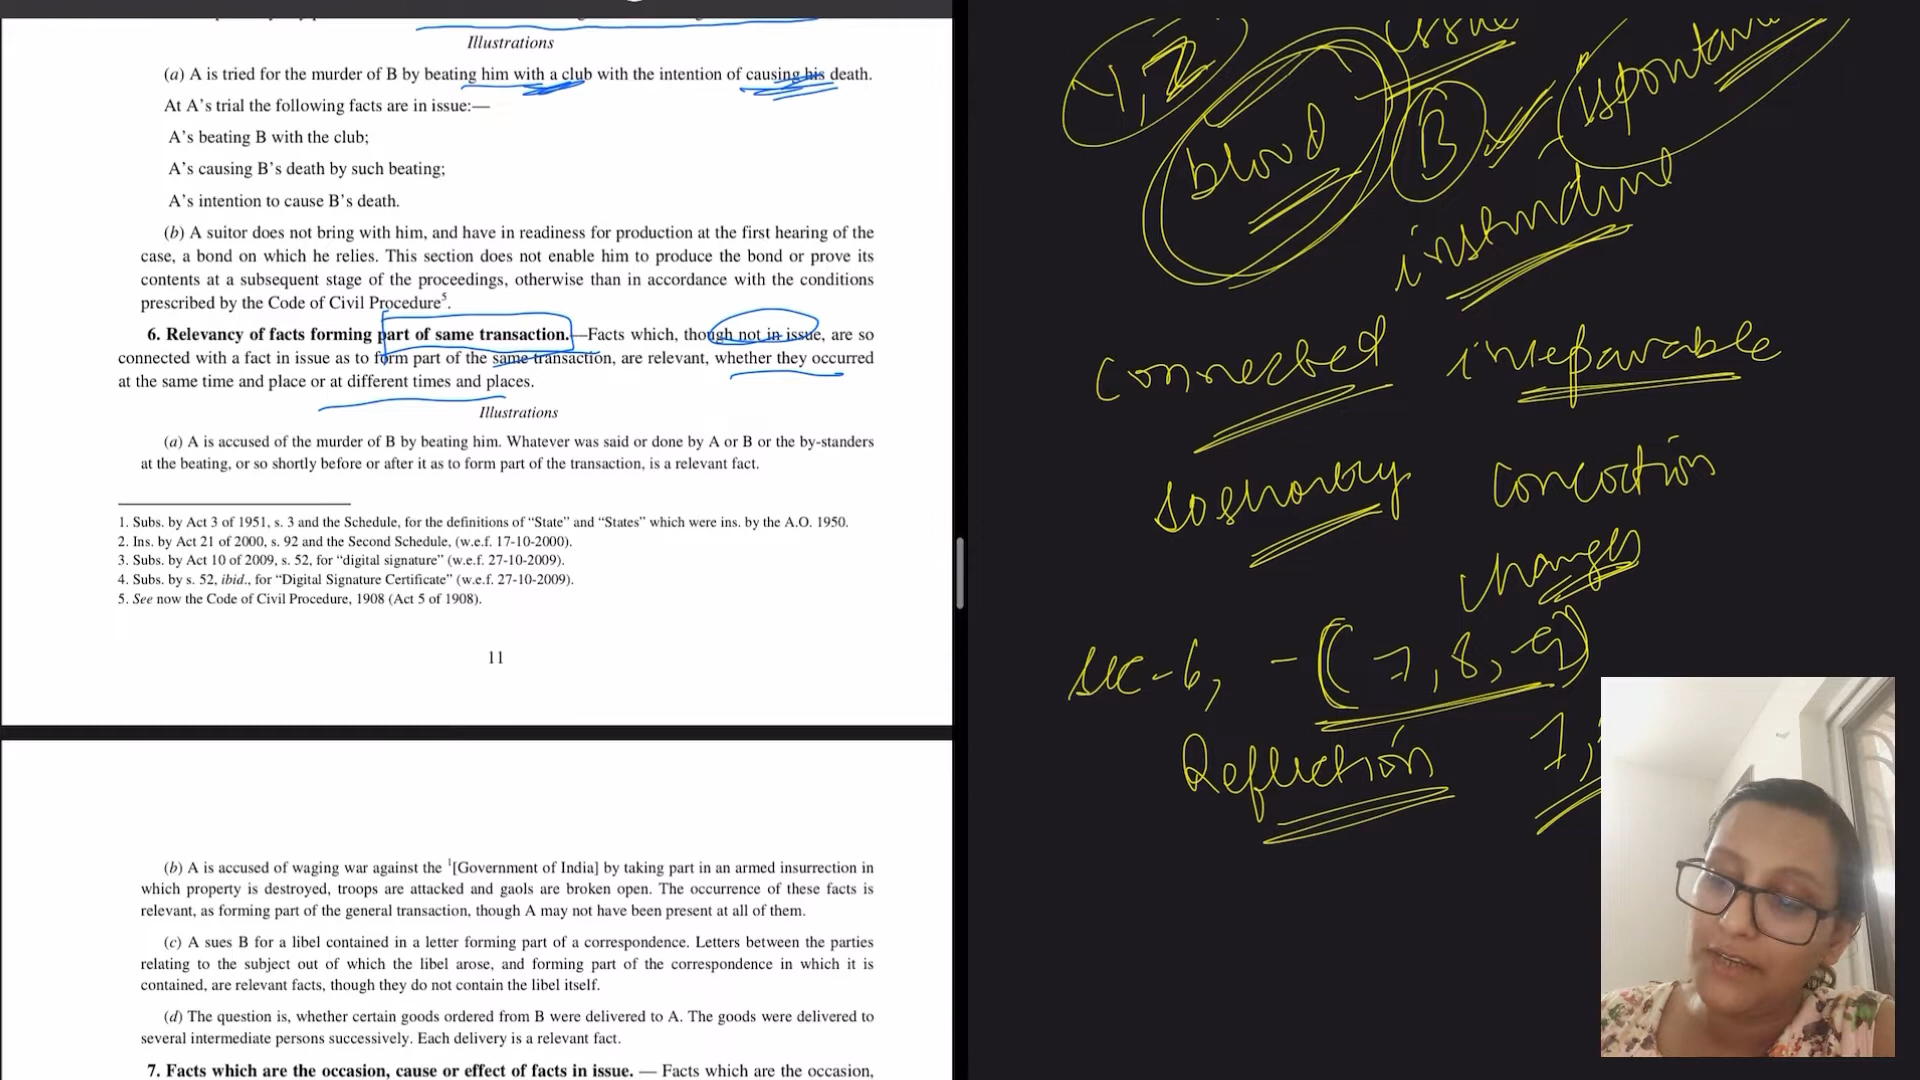 Illustrations
(a) A is tried for the murder of B by beating him with a club with the intention of causing his death.
At A’s trial the following facts are in issue:—
A’s beating B with the club;
A’s causing B’s death by such beating;
A’s intention to cause B’s death.
(b) A suitor does not bring with him, and have in readiness for production at the first hearing of the
case, a bond on which he relies. This section does not enable him to produce the bond or prove its
contents at a subsequent stage of the proceedings, otherwise than in accordance with the conditions
prescribed by the Code of Civil Procedure5.
6. Relevancy of facts forming part of same transaction.—Facts which, though not in issue, are so
connected with a fact in issue as to form part of the same transaction, are relevant, whether they occurred
at the same time and place or at different times and places.
Illustrations
(a) A is accused of the murder of B by beating him. Whatever was said or done by A or B or the by-standers
at the beating, or so shortly before or after it as to form part of the transaction, is a relevant fact.
1. Subs. by Act 3 of 1951, s. 3 and the Schedule, for the definitions of “State” and “States” which were ins. by the A.O. 1950.
2. Ins. by Act 21 of 2000, s. 92 and the Second Schedule, (w.e.f. 17-10-2000).
3. Subs. by Act 10 of 2009, s. 52, for “digital signature” (w.e.f. 27-10-2009).
4. Subs. by s. 52, ibid., for “Digital Signature Certificate” (w.e.f. 27-10-2009).
5. See now the Code of Civil Procedure, 1908 (Act 5 of 1908).
11
(b) A is accused of waging war against the 1[Government of India] by taking part in an armed insurrection in
which property is destroyed, troops are attacked and gaols are broken open. The occurrence of these facts is
relevant, as forming part of the general transaction, though A may not have been present at all of them.
(c) A sues B for a libel contained in a letter forming part of a correspondence. Letters between the parties
relating to the subject out of which the libel arose, and forming part of the correspondence in which it is
contained, are relevant facts, though they do not contain the libel itself.
(d) The question is, whether certain goods ordered from B were delivered to A. The goods were delivered to
several intermediate persons successively. Each delivery is a relevant fact.
7. Facts which are the occasion, cause or effect of facts in issue. — Facts which are the occasion,
issue
Y, Z
blood
B
connected
inseparable
so shortly
concoction
changes
sec-6, - (7, 8, 9)
Reflection 7,